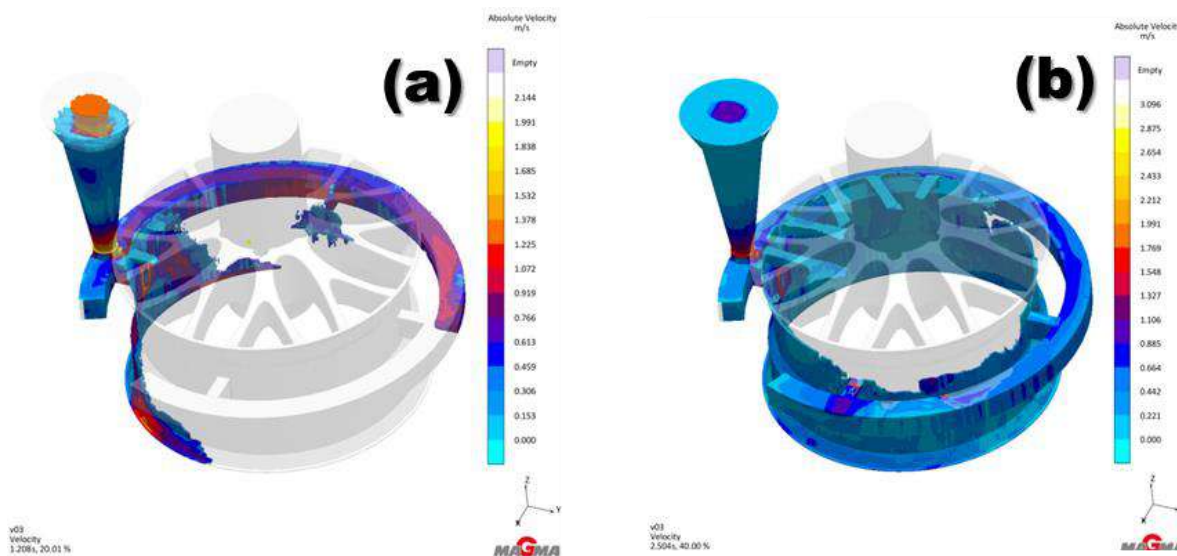 Absolute Velocity
m/s
Empty
2.144
1.991
1.838
1.685
1.532
1.378
1.225
1.072
0.919
0.766
0.613
0.459
0.306
0.153
0.000
(a)
Z
Y
X
v03
Velocity
1.208s, 20.01 %
MAGMA
Absolute Velocity
m/s
Empty
3.096
2.875
2.654
2.433
2.212
1.991
1.769
1.548
1.327
1.106
0.885
0.664
0.442
0.221
0.000
(b)
Z
Y
X
v03
Velocity
2.504s, 40.00 %
MAGMA